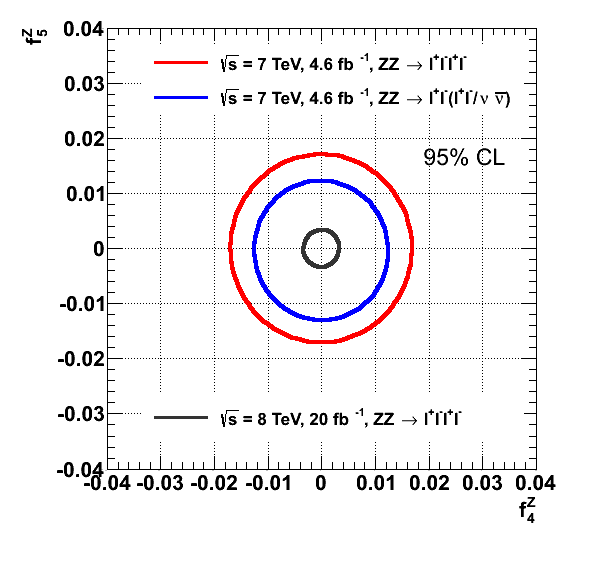 f₅ᶻ
0.04
√s = 7 TeV, 4.6 fb ⁻¹, ZZ → l⁺l⁻l⁺l⁻
0.03
√s = 7 TeV, 4.6 fb ⁻¹, ZZ → l⁺l⁻(l⁺l⁻/ν ν̅)
0.02
95% CL
0.01
0
-0.01
-0.02
-0.03
√s = 8 TeV, 20 fb ⁻¹, ZZ → l⁺l⁻l⁺l⁻
-0.04
-0.04 -0.03 -0.02 -0.01 0 0.01 0.02 0.03 0.04
f₄ᶻ